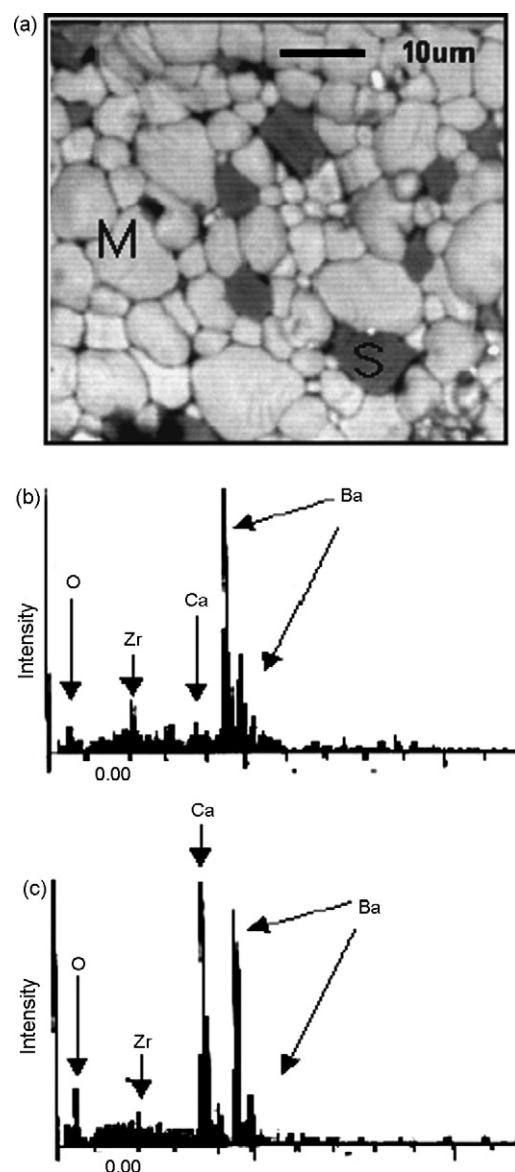 (a)
10um
M
S
(b)
Ba
O
Ca
Zr
Intensity
0.00
Ca
(c)
Ba
O
Zr
Intensity
0.00